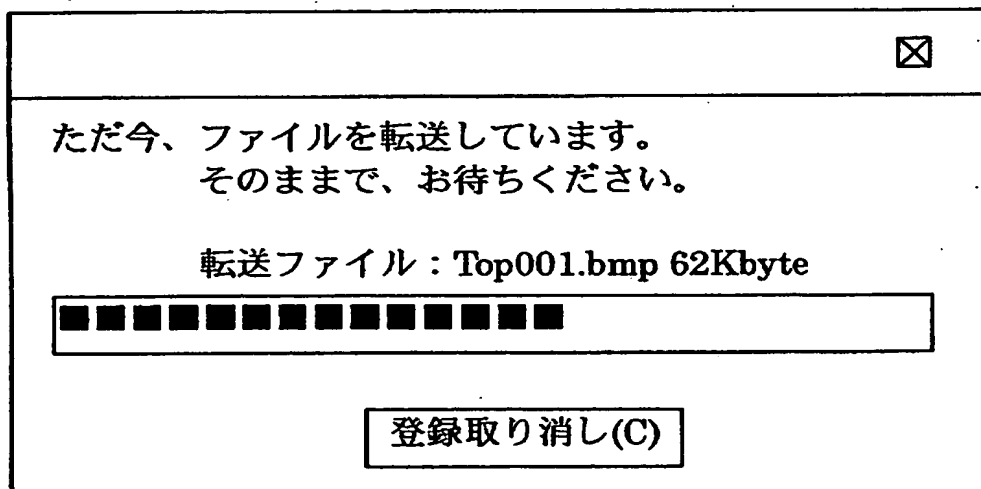 ただ今、ファイルを転送しています。
そのままで、お待ちください。
転送ファイル：Top001.bmp 62Kbyte
登録取り消し(C)